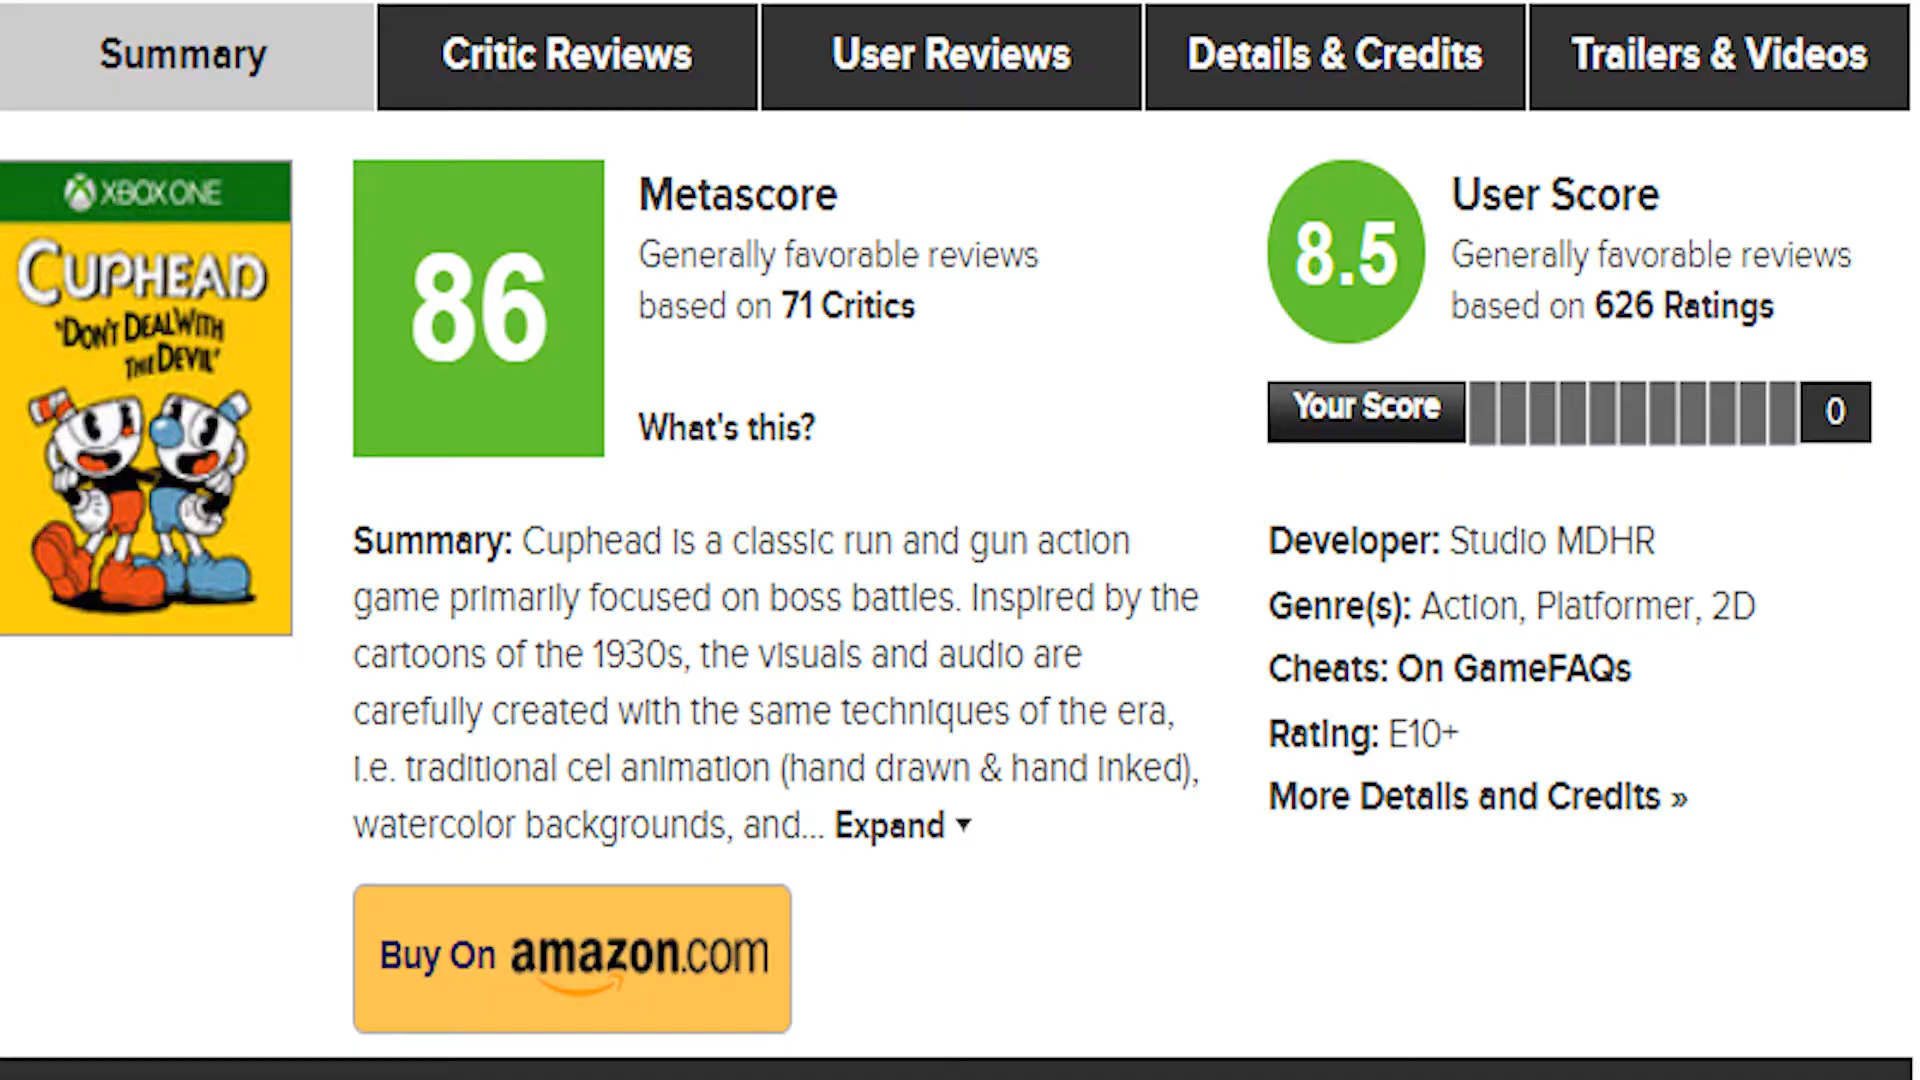 Summary
Critic Reviews
User Reviews
Details & Credits
Trailers & Videos
XBOX ONE
CUPHEAD
"DON'T DEAL WITH
THE DEVIL"
86
Metascore
Generally favorable reviews
based on 71 Critics
What's this?
8.5
User Score
Generally favorable reviews
based on 626 Ratings
Your Score
0
Summary: Cuphead is a classic run and gun action
game primarily focused on boss battles. Inspired by the
cartoons of the 1930s, the visuals and audio are
carefully created with the same techniques of the era,
i.e. traditional cel animation (hand drawn & hand inked),
watercolor backgrounds, and... Expand
Developer: Studio MDHR
Genre(s): Action, Platformer, 2D
Cheats: On GameFAQs
Rating: E10+
More Details and Credits »
Buy On amazon.com